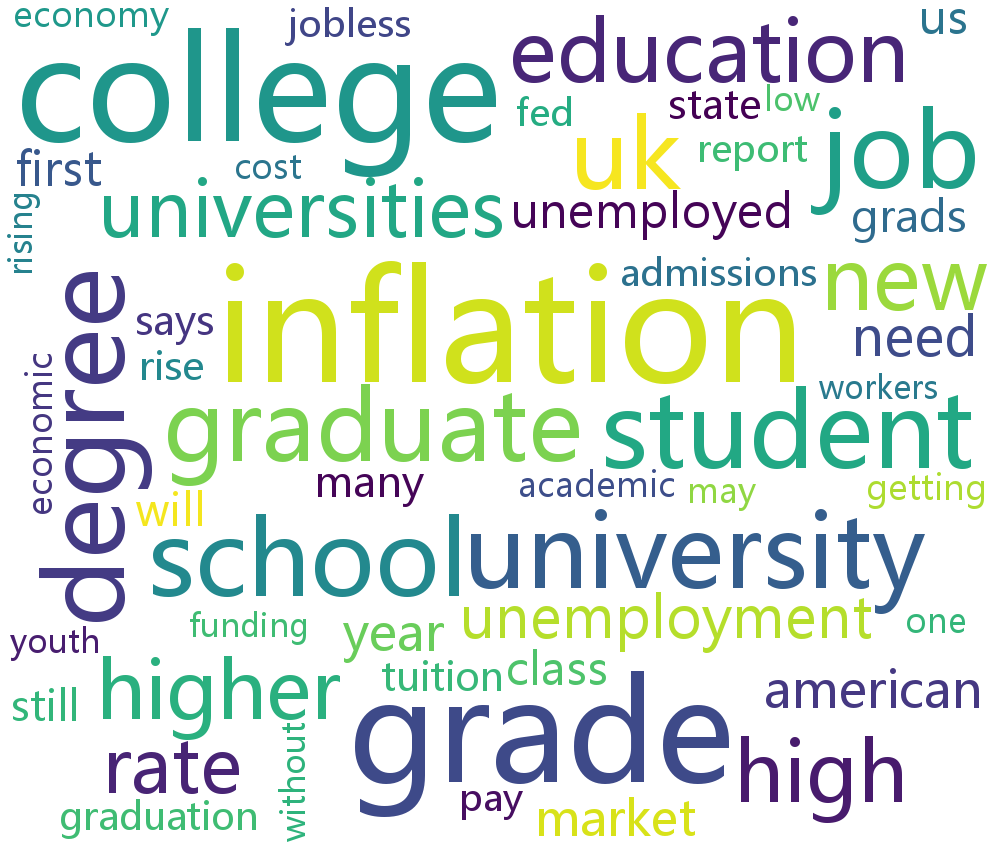 economy
jobless
us
college
education
fed
state
low
job
uk
report
first
cost
universities
unemployed
grads
rising
inflation
admissions
new
degree
says
need
rise
economic
workers
graduate
student
many
academic
may
getting
will
school
university
youth
funding
year
unemployment
one
higher
tuition
class
american
still
grade
rate
without
high
graduation
pay
market